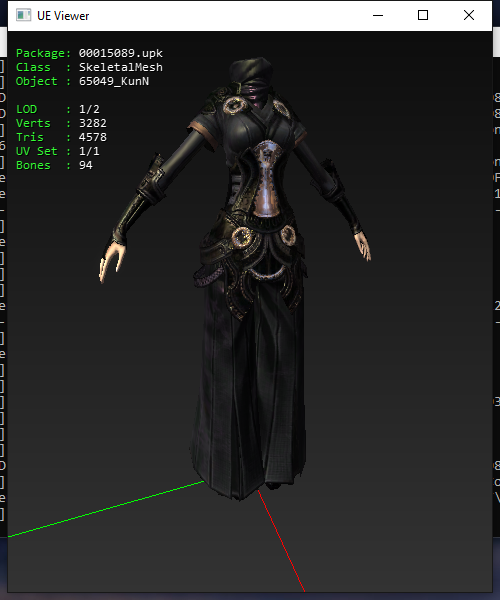 UE Viewer
Package: 00015089.upk
Class : SkeletalMesh
Object : 65049_KunN
LOD : 1/2
Verts : 3282
Tris : 4578
UV Set : 1/1
Bones : 94